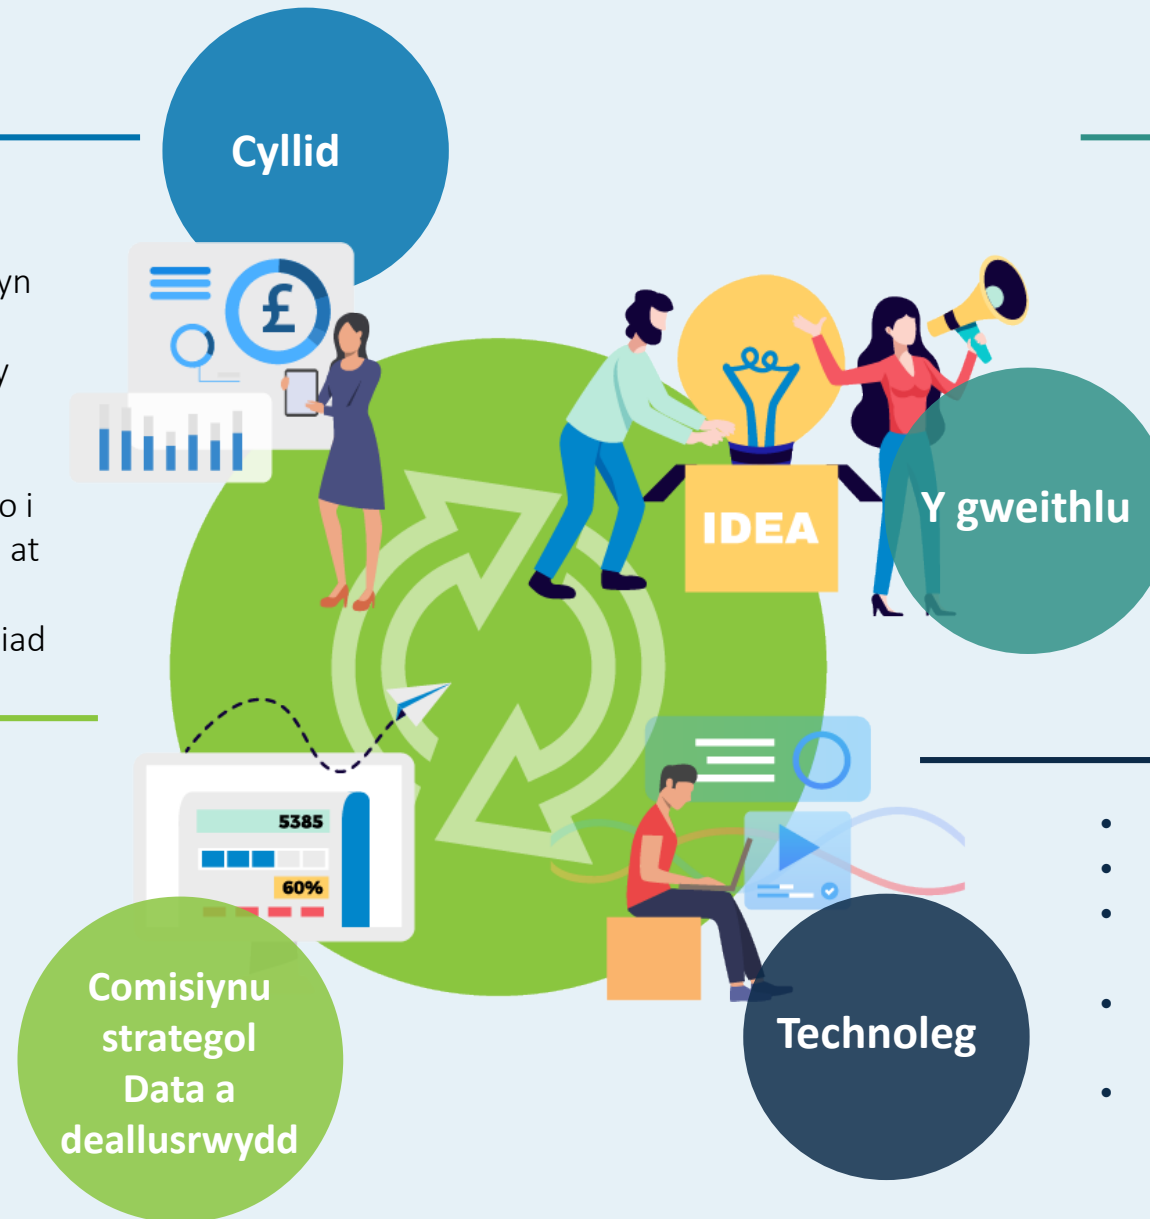 Cyllid
yn
£
y
o i
at
iad
IDEA
Y gweithlu
5385
60%
Comisiynu
strategol
Data a
deallusrwydd
Technoleg
•
•
•
•
•